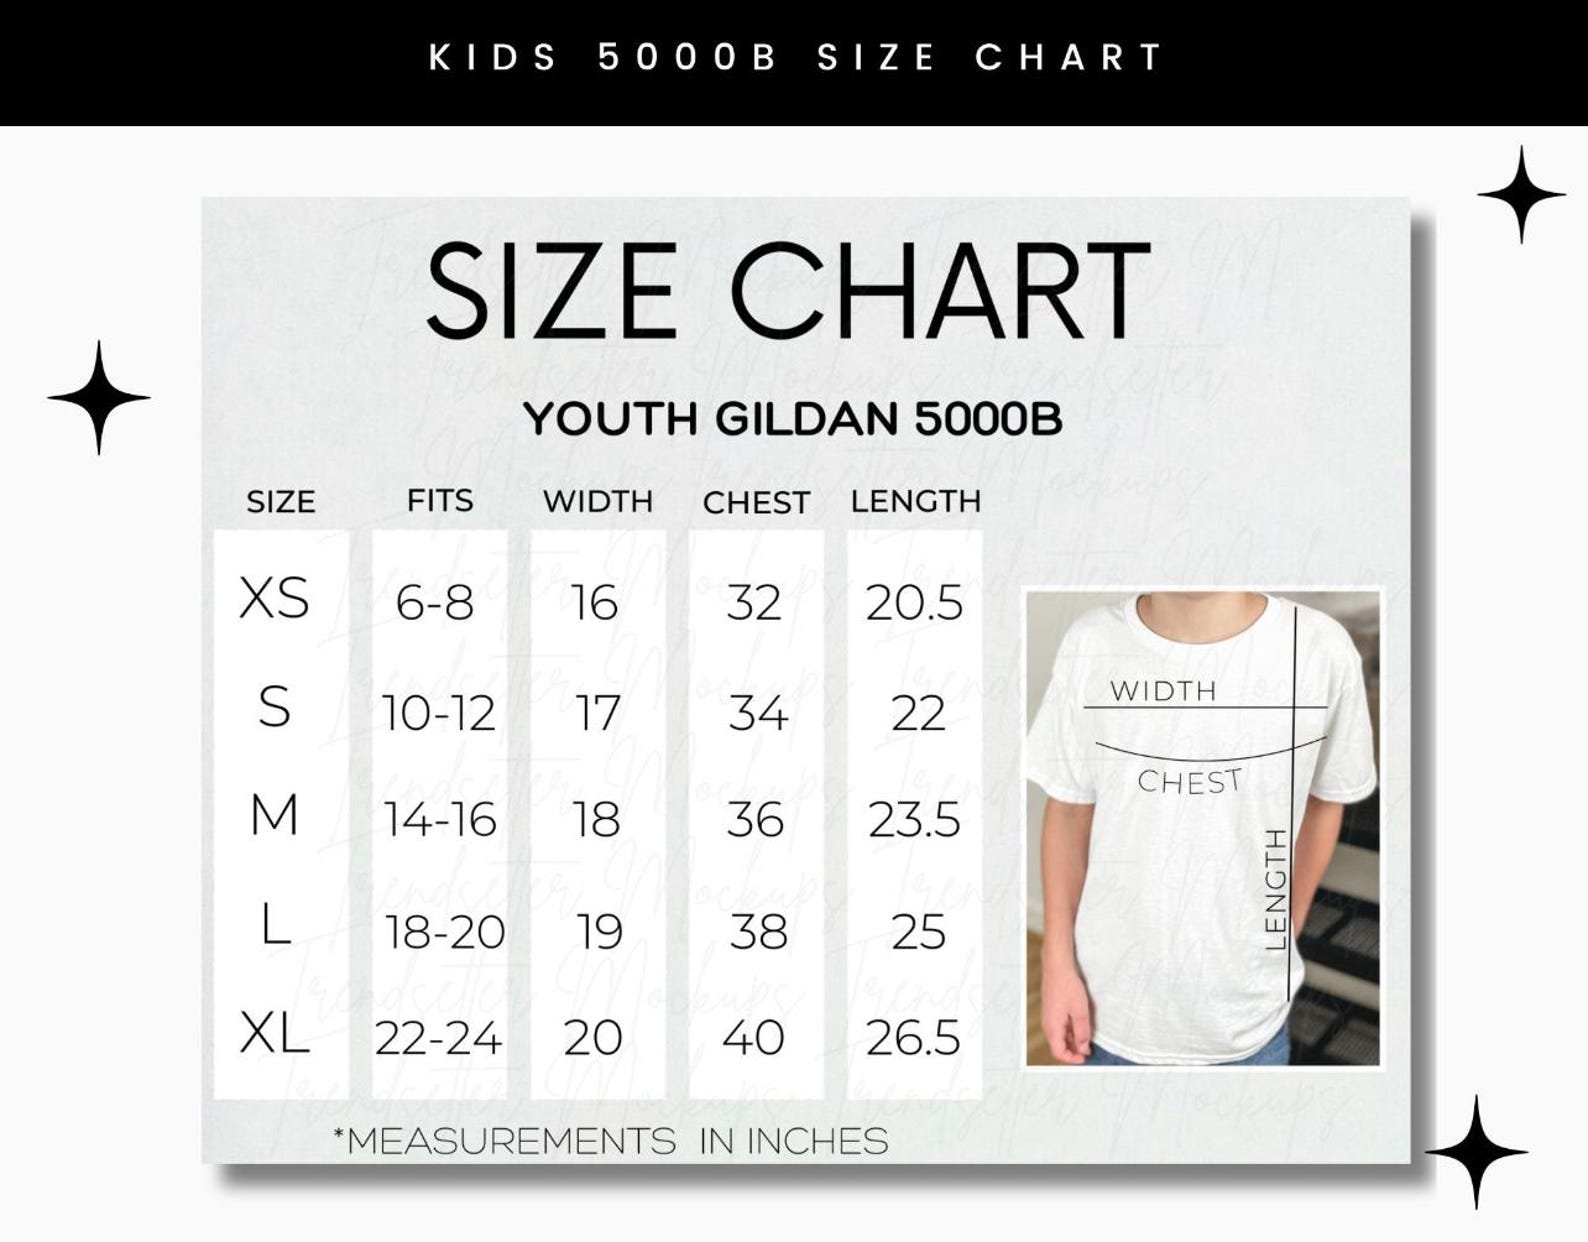 KIDS 5000B SIZE CHART
SIZE CHART
YOUTH GILDAN 5000B
SIZE FITS WIDTH CHEST LENGTH
XS 6-8 16 32 20.5
S 10-12 17 34 22
M 14-16 18 36 23.5
L 18-20 19 38 25
XL 22-24 20 40 26.5
WIDTH
CHEST
LENGTH
*MEASUREMENTS IN INCHES
Trendsetter Mockups